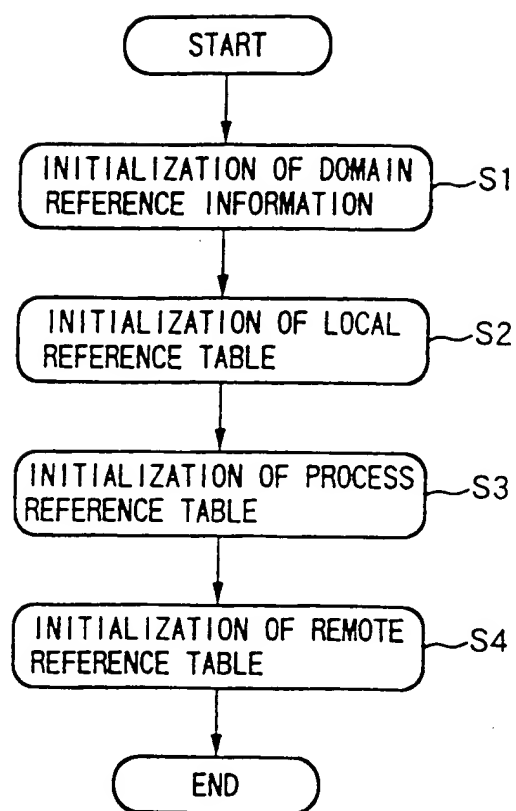 START
INITIALIZATION OF DOMAIN
REFERENCE INFORMATION
S1
INITIALIZATION OF LOCAL
REFERENCE TABLE
S2
INITIALIZATION OF PROCESS
REFERENCE TABLE
S3
INITIALIZATION OF REMOTE
REFERENCE TABLE
S4
END